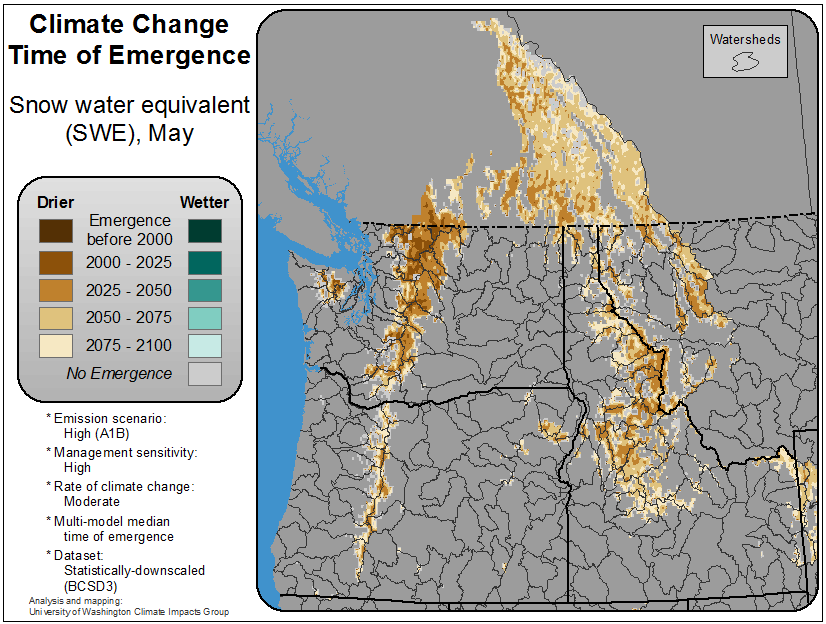 Climate Change
Time of Emergence
Snow water equivalent
(SWE), May
Drier
Wetter
Emergence
before 2000
2000 - 2025
2025 - 2050
2050 - 2075
2075 - 2100
No Emergence
* Emission scenario:
High (A1B)
* Management sensitivity:
High
* Rate of climate change:
Moderate
* Multi-model median
time of emergence
* Dataset:
Statistically-downscaled
(BCSD3)
Analysis and mapping:
University of Washington Climate Impacts Group
Watersheds